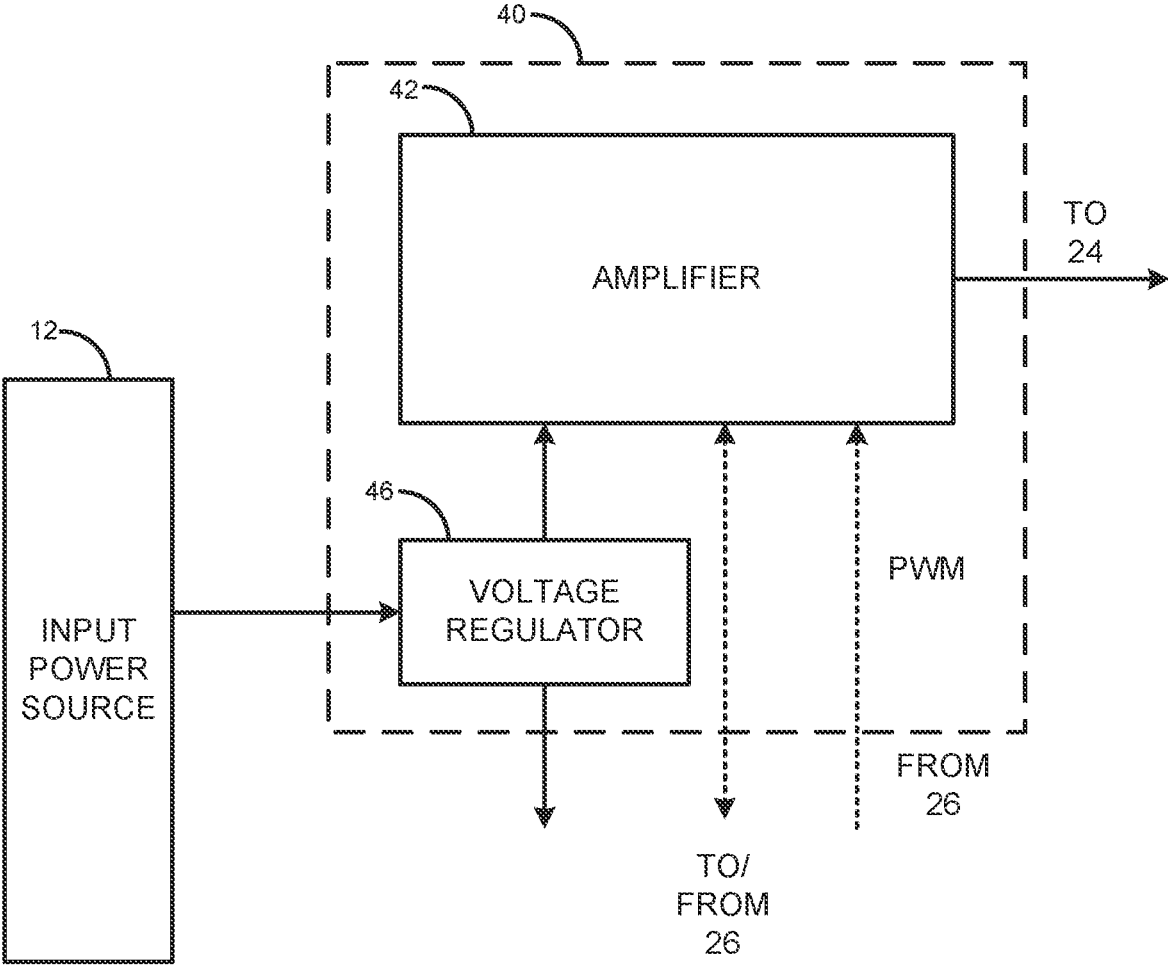 40
42
AMPLIFIER
TO
24
12
46
VOLTAGE
REGULATOR
PWM
INPUT
POWER
SOURCE
FROM
26
TO/
FROM
26